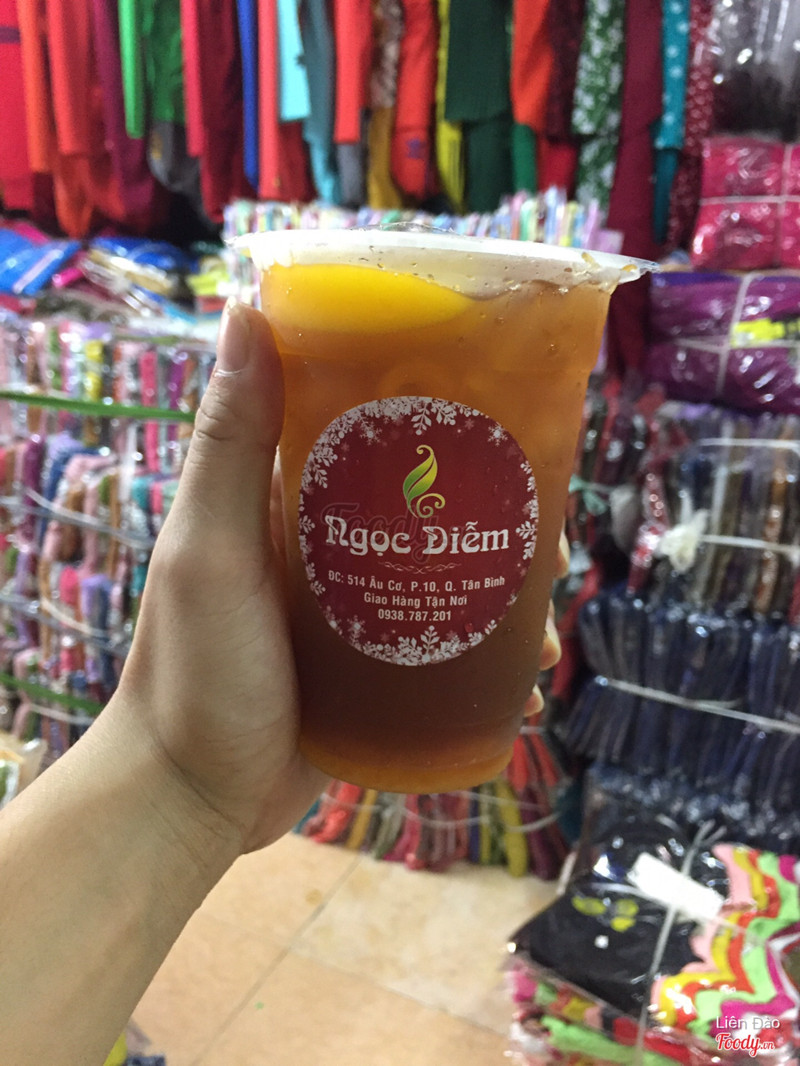 Foody
Ngọc Diễm
ĐC: 514 Âu Cơ, P.10, Q. Tân Bình
Giao Hàng Tận Nơi
0938.787.201
Liên Đào
Foody.vn